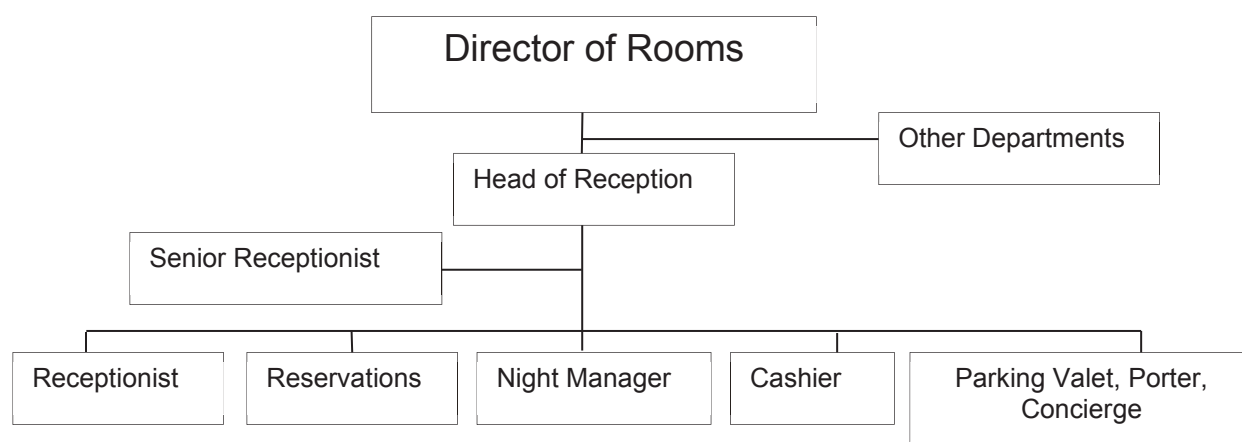 Director of Rooms
Other Departments
Head of Reception
Senior Receptionist
Receptionist
Reservations
Night Manager
Cashier
Parking Valet, Porter,
Concierge